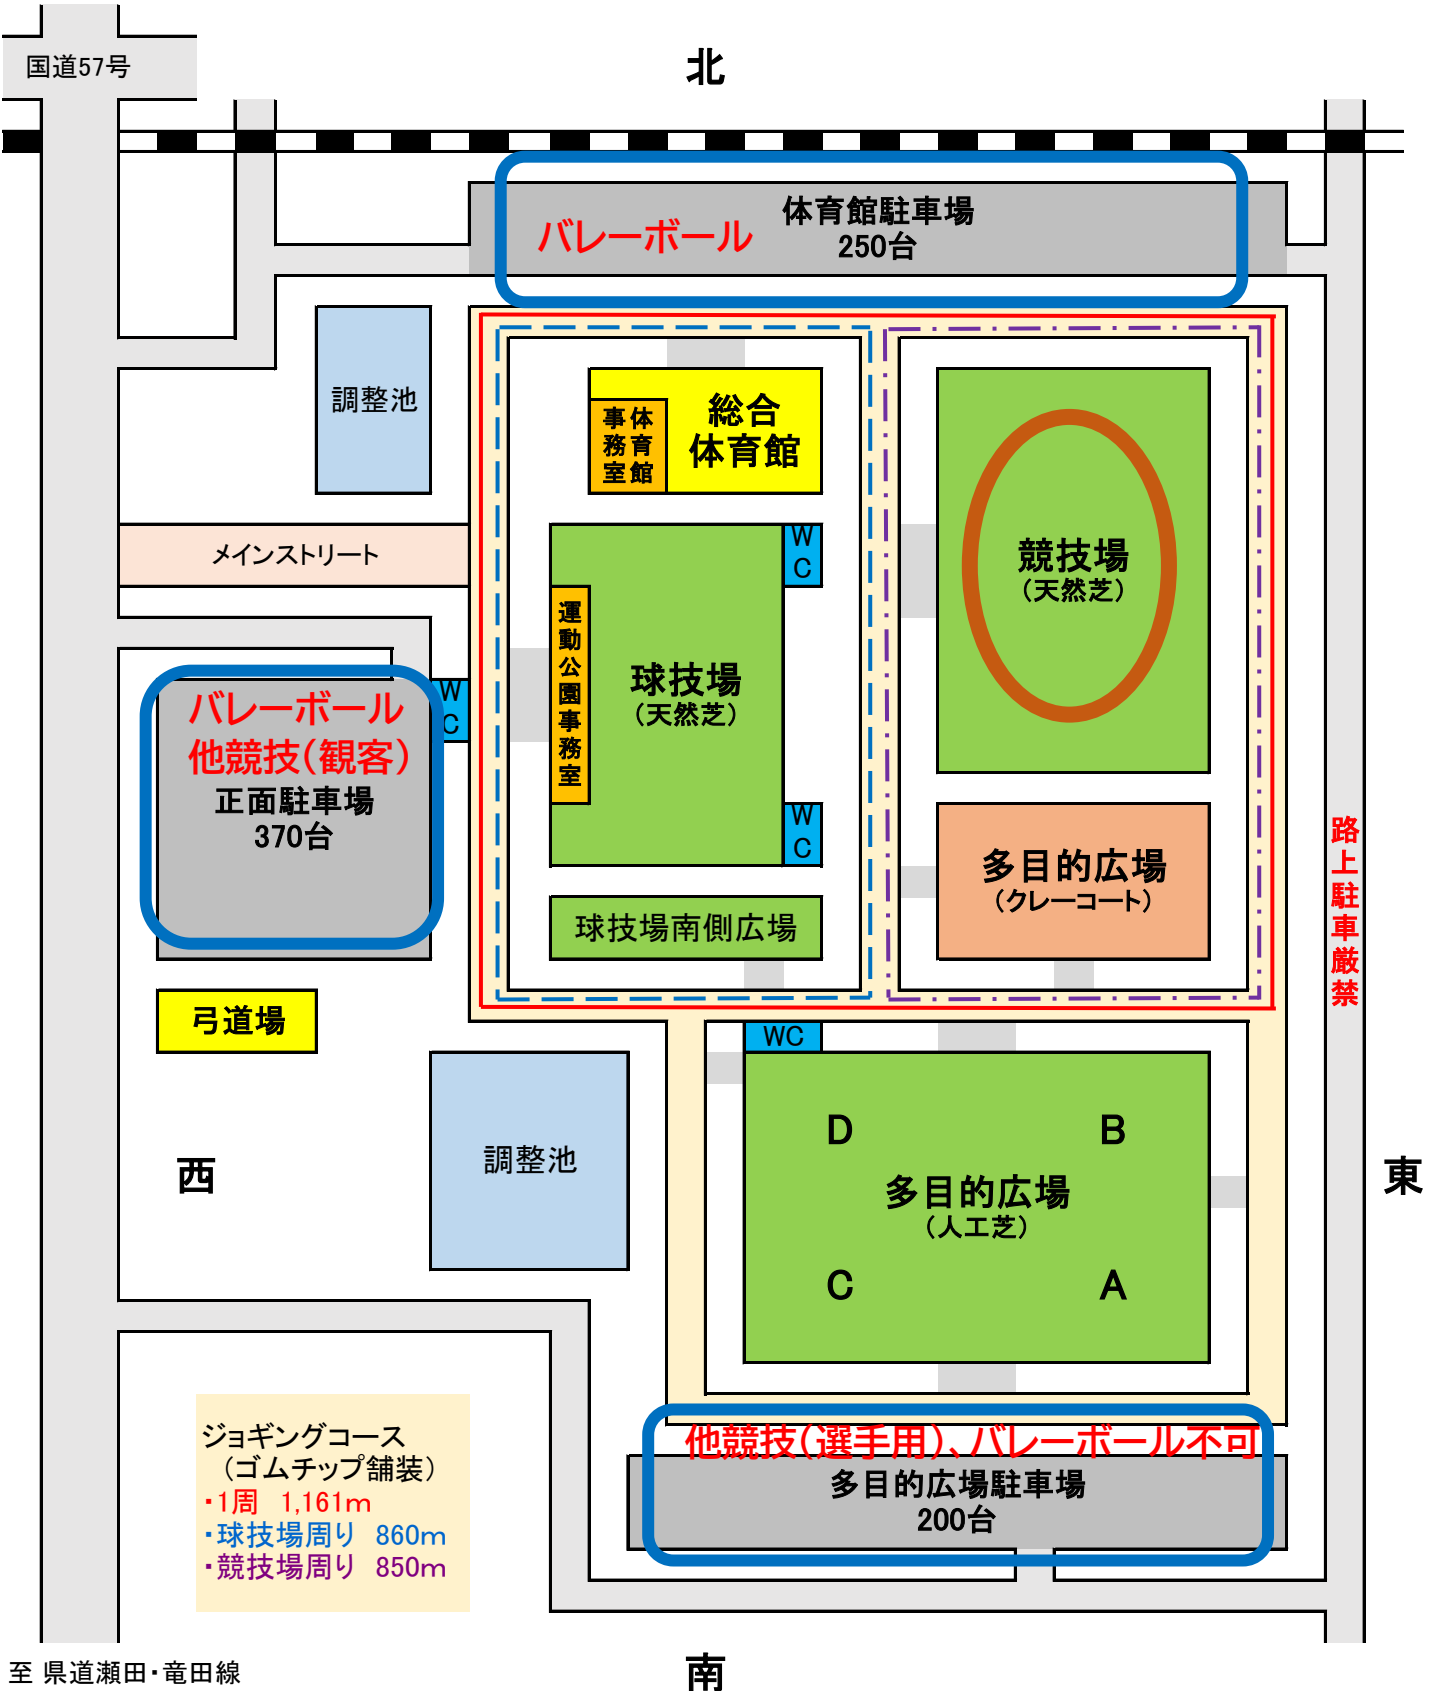 国道57号
北
体育館駐車場
バレーボール
250台
調整池
総合
体育館
体育館
事務室
メインストリート
WC
競技場
（天然芝）
運動公園事務室
球技場
（天然芝）
WC
バレーボール
他競技（観客）
正面駐車場
370台
WC
路上駐車厳禁
多目的広場
（クレーコート）
球技場南側広場
弓道場
WC
D
B
調整池
西
東
多目的広場
（人工芝）
C
A
他競技（選手用）、バレーボール不可
多目的広場駐車場
200台
ジョギングコース
（ゴムチップ舗装）
・1周　1,161m
・球技場周り　860m
・競技場周り　850m
至 県道瀬田・竜田線
南